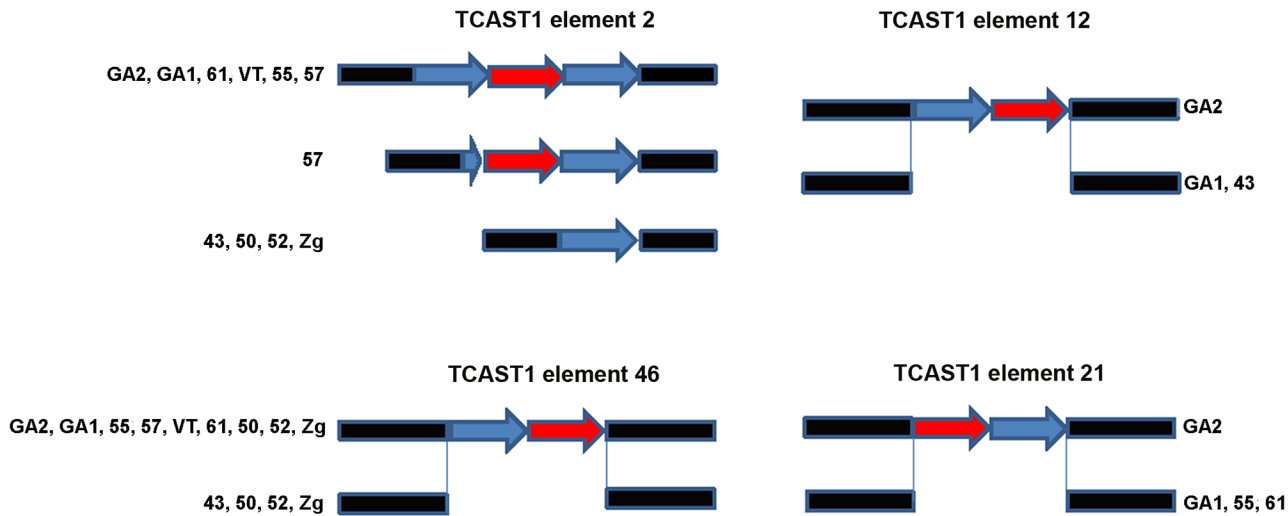 TCAST1 element 2
GA2, GA1, 61, VT, 55, 57
57
43, 50, 52, Zg
TCAST1 element 12
GA2
GA1, 43
TCAST1 element 46
GA2, GA1, 55, 57, VT, 61, 50, 52, Zg
43, 50, 52, Zg
TCAST1 element 21
GA2
GA1, 55, 61